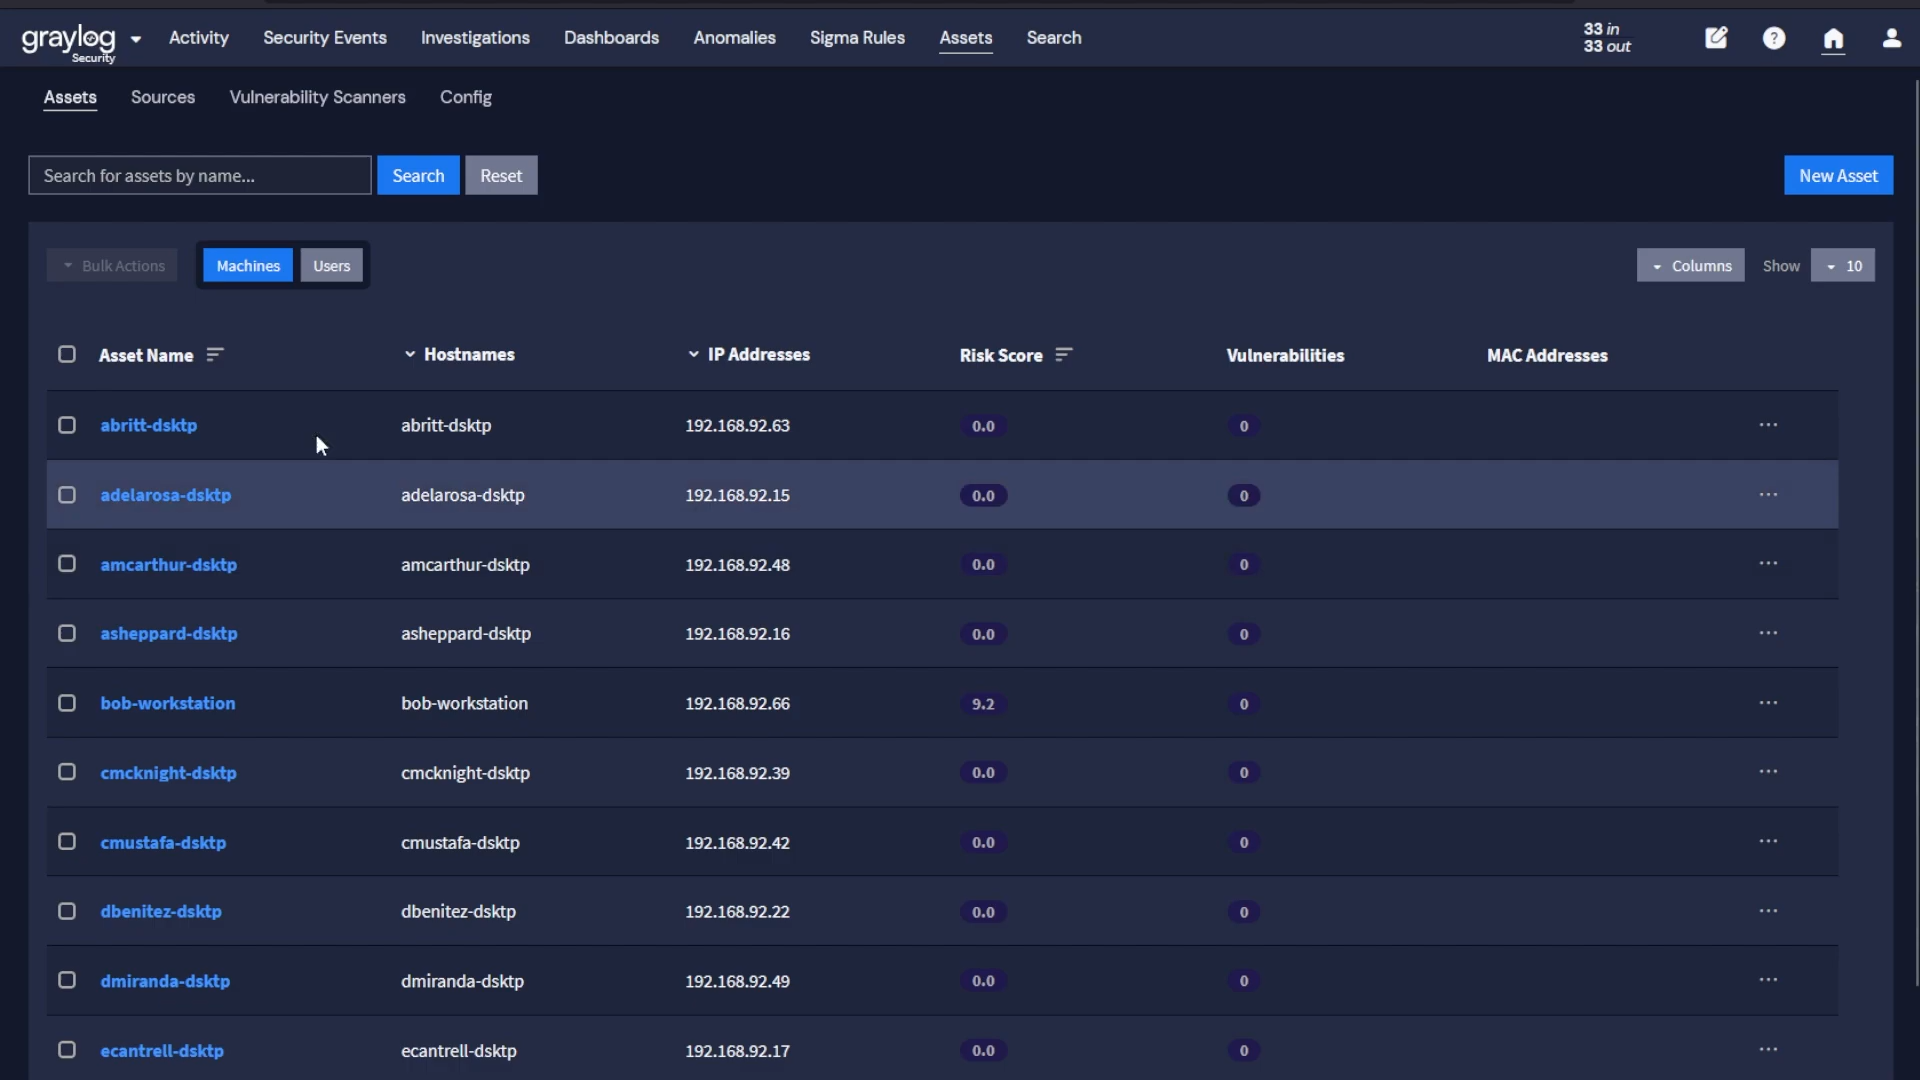 graylog Security Activity Security Events Investigations Dashboards Anomalies Sigma Rules Assets Search 33 in 33 out
Assets Sources Vulnerability Scanners Config
Search for assets by name... Search Reset New Asset
Bulk Actions Machines Users Columns Show 10
Asset Name Hostnames IP Addresses Risk Score Vulnerabilities MAC Addresses
abritt-dsktp abritt-dsktp 192.168.92.63 0.0 0
adelarosa-dsktp adelarosa-dsktp 192.168.92.15 0.0 0
amcarthur-dsktp amcarthur-dsktp 192.168.92.48 0.0 0
asheppard-dsktp asheppard-dsktp 192.168.92.16 0.0 0
bob-workstation bob-workstation 192.168.92.66 9.2 0
cmcknight-dsktp cmcknight-dsktp 192.168.92.39 0.0 0
cmustafa-dsktp cmustafa-dsktp 192.168.92.42 0.0 0
dbenitez-dsktp dbenitez-dsktp 192.168.92.22 0.0 0
dmiranda-dsktp dmiranda-dsktp 192.168.92.49 0.0 0
ecantrell-dsktp ecantrell-dsktp 192.168.92.17 0.0 0